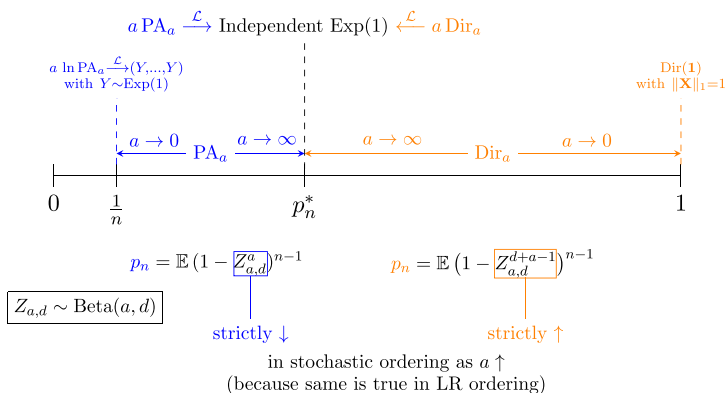 a PA_a →^ℒ Independent Exp(1) ←^ℒ a Dir_a
a ln PA_a →^ℒ (Y,...,Y)
with Y∼Exp(1)
Dir(𝟏)
with ‖𝐗‖_1=1
a → 0 a → ∞ a → ∞ a → 0
PA_a Dir_a
0 1/n p_n^* 1
p_n = 𝔼 (1 − Z_{a,d}^a)^{n−1} p_n = 𝔼 (1 − Z_{a,d}^{d+a−1})^{n−1}
Z_{a,d} ∼ Beta(a, d)
strictly ↓ strictly ↑
in stochastic ordering as a ↑
(because same is true in LR ordering)